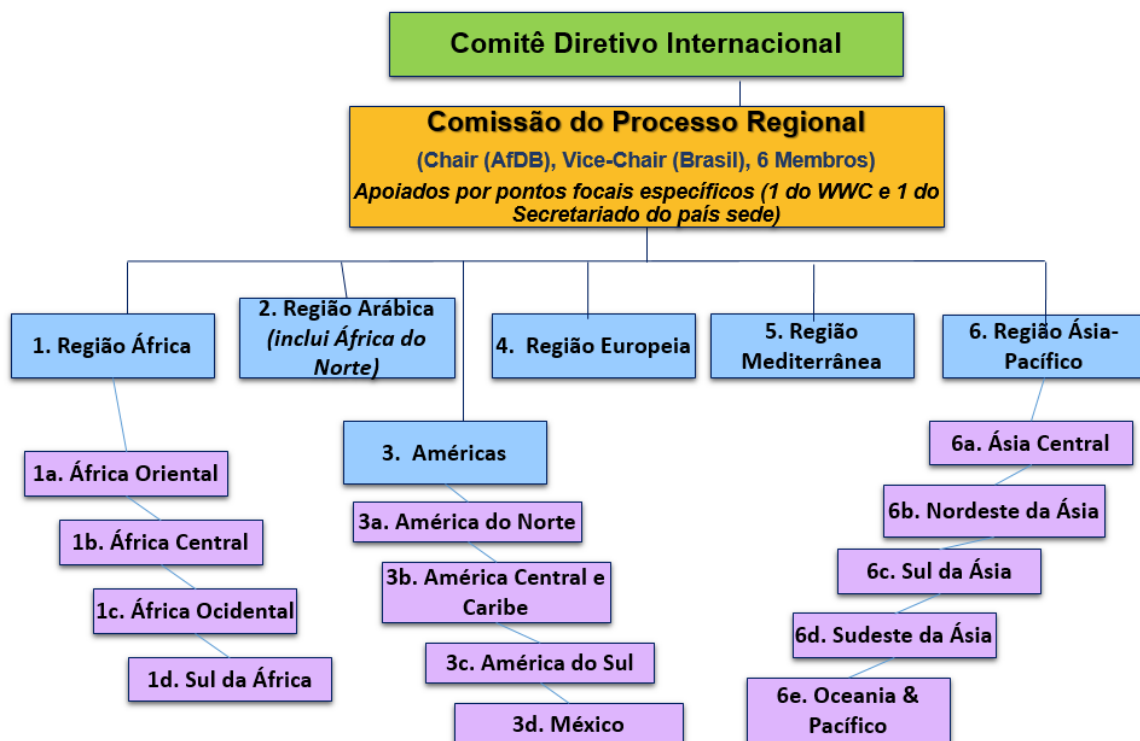 Comitê Diretivo Internacional
Comissão do Processo Regional
(Chair (AfDB), Vice-Chair (Brasil), 6 Membros)
Apoiados por pontos focais específicos (1 do WWC e 1 do
Secretariado do país sede)
1. Região África
2. Região Arábica
(inclui África do
Norte)
4. Região Europeia
5. Região
Mediterrânea
6. Região Ásia-
Pacífico
3. Américas
1a. África Oriental
1b. África Central
1c. África Ocidental
1d. Sul da África
3a. América do Norte
3b. América Central e
Caribe
3c. América do Sul
3d. México
6a. Ásia Central
6b. Nordeste da Ásia
6c. Sul da Ásia
6d. Sudeste da Ásia
6e. Oceania &
Pacífico